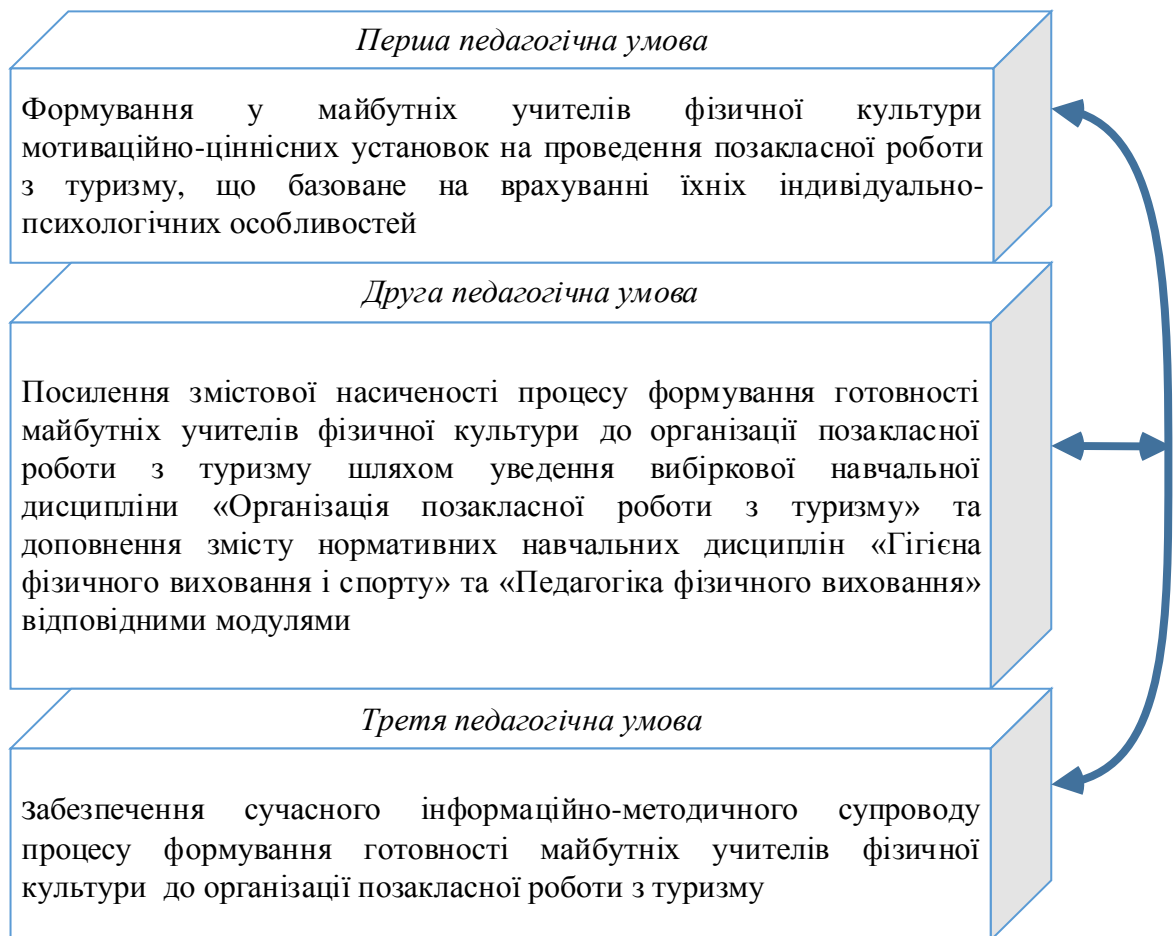 Перша педагогічна умова
Формування у майбутніх учителів фізичної культури
мотиваційно-ціннісних установок на проведення позакласної роботи
з туризму, що базоване на врахуванні їхніх індивідуально-
психологічних особливостей
Друга педагогічна умова
Посилення змістової насиченості процесу формування готовності
майбутніх учителів фізичної культури до організації позакласної
роботи з туризму шляхом уведення вибіркової навчальної
дисципліни «Організація позакласної роботи з туризму» та
доповнення змісту нормативних навчальних дисциплін «Гігієна
фізичного виховання і спорту» та «Педагогіка фізичного виховання»
відповідними модулями
Третя педагогічна умова
Забезпечення сучасного інформаційно-методичного супроводу
процесу формування готовності майбутніх учителів фізичної
культури до організації позакласної роботи з туризму